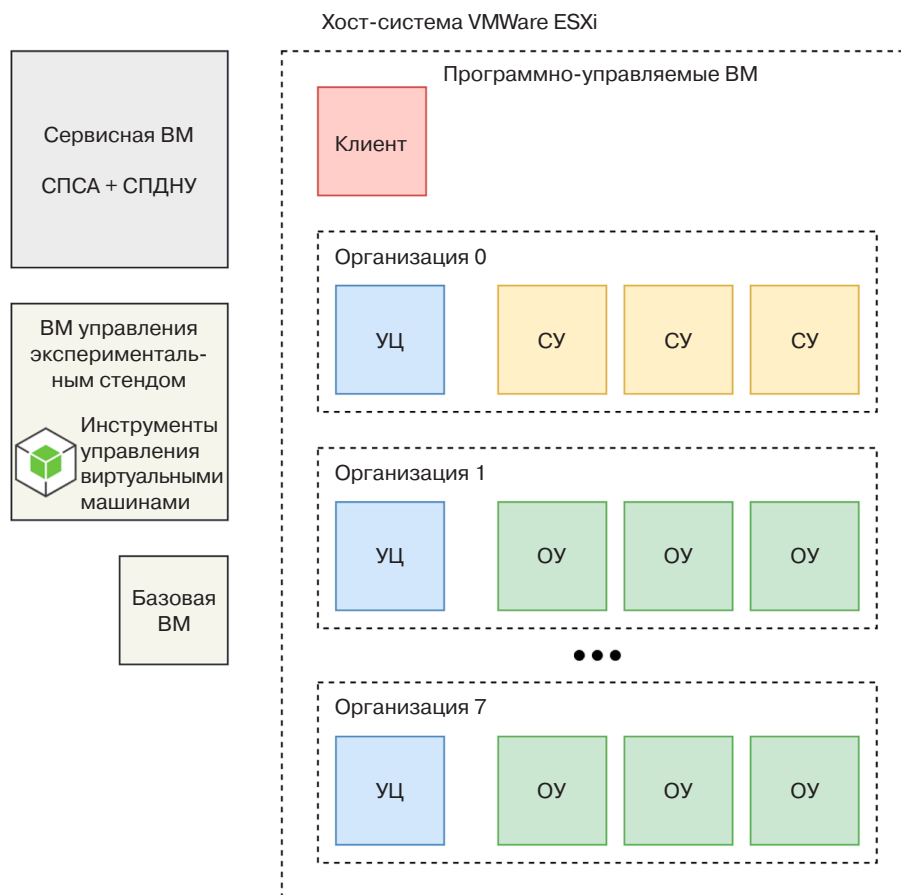 Хост-система VMWare ESXi
Сервисная ВМ
СПСА + СПДНУ
ВМ управления
эксперименталь-
ным стендом
Инструменты
управления
виртуальными
машинами
Базовая
ВМ
Программно-управляемые ВМ
Клиент
Организация 0
УЦ
СУ
СУ
СУ
Организация 1
УЦ
ОУ
ОУ
ОУ
•••
Организация 7
УЦ
ОУ
ОУ
ОУ